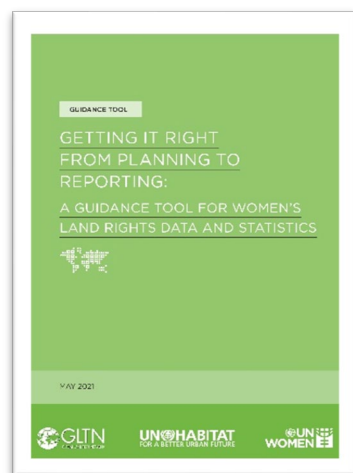 GUIDANCE TOOL
GETTING IT RIGHT
FROM PLANNING TO
REPORTING:
A GUIDANCE TOOL FOR WOMEN'S
LAND RIGHTS DATA AND STATISTICS
MAY 2021
GLTN
UN HABITAT
FOR A BETTER URBAN FUTURE
UN
WOMEN